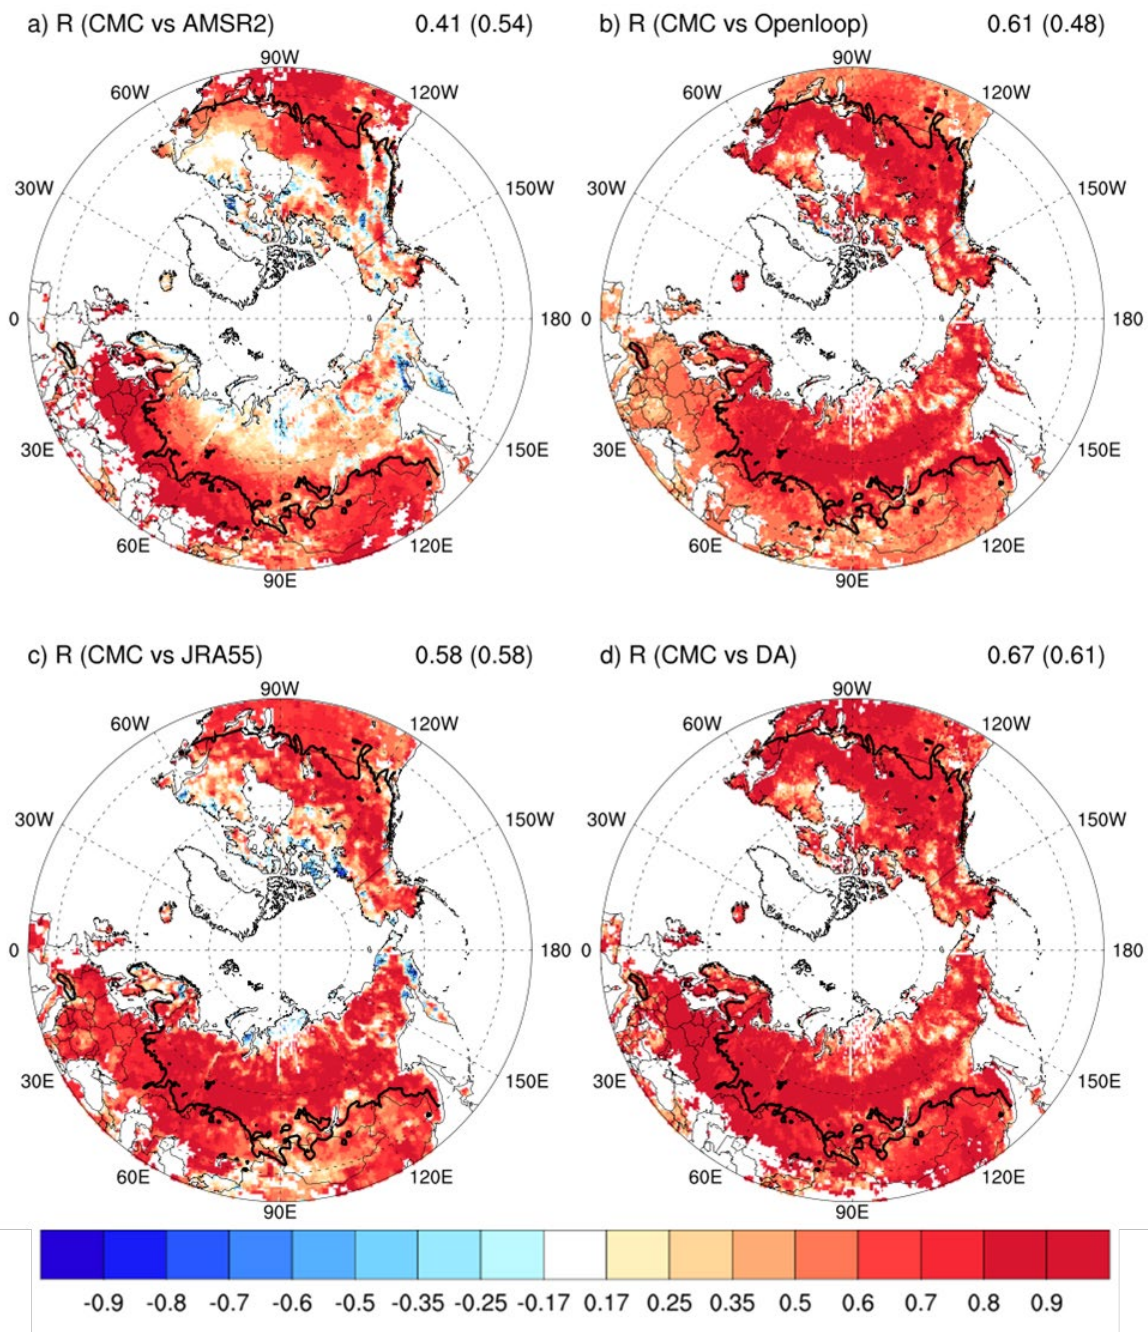 a) R (CMC vs AMSR2) 0.41 (0.54)
90W
60W 120W
30W 150W
0 180
30E 150E
60E 120E
90E
b) R (CMC vs Openloop) 0.61 (0.48)
90W
60W 120W
30W 150W
0 180
30E 150E
60E 120E
90E
c) R (CMC vs JRA55) 0.58 (0.58)
90W
60W 120W
30W 150W
0 180
30E 150E
60E 120E
90E
d) R (CMC vs DA) 0.67 (0.61)
90W
60W 120W
30W 150W
0 180
30E 150E
60E 120E
90E
-0.9 -0.8 -0.7 -0.6 -0.5 -0.35 -0.25 -0.17 0.17 0.25 0.35 0.5 0.6 0.7 0.8 0.9